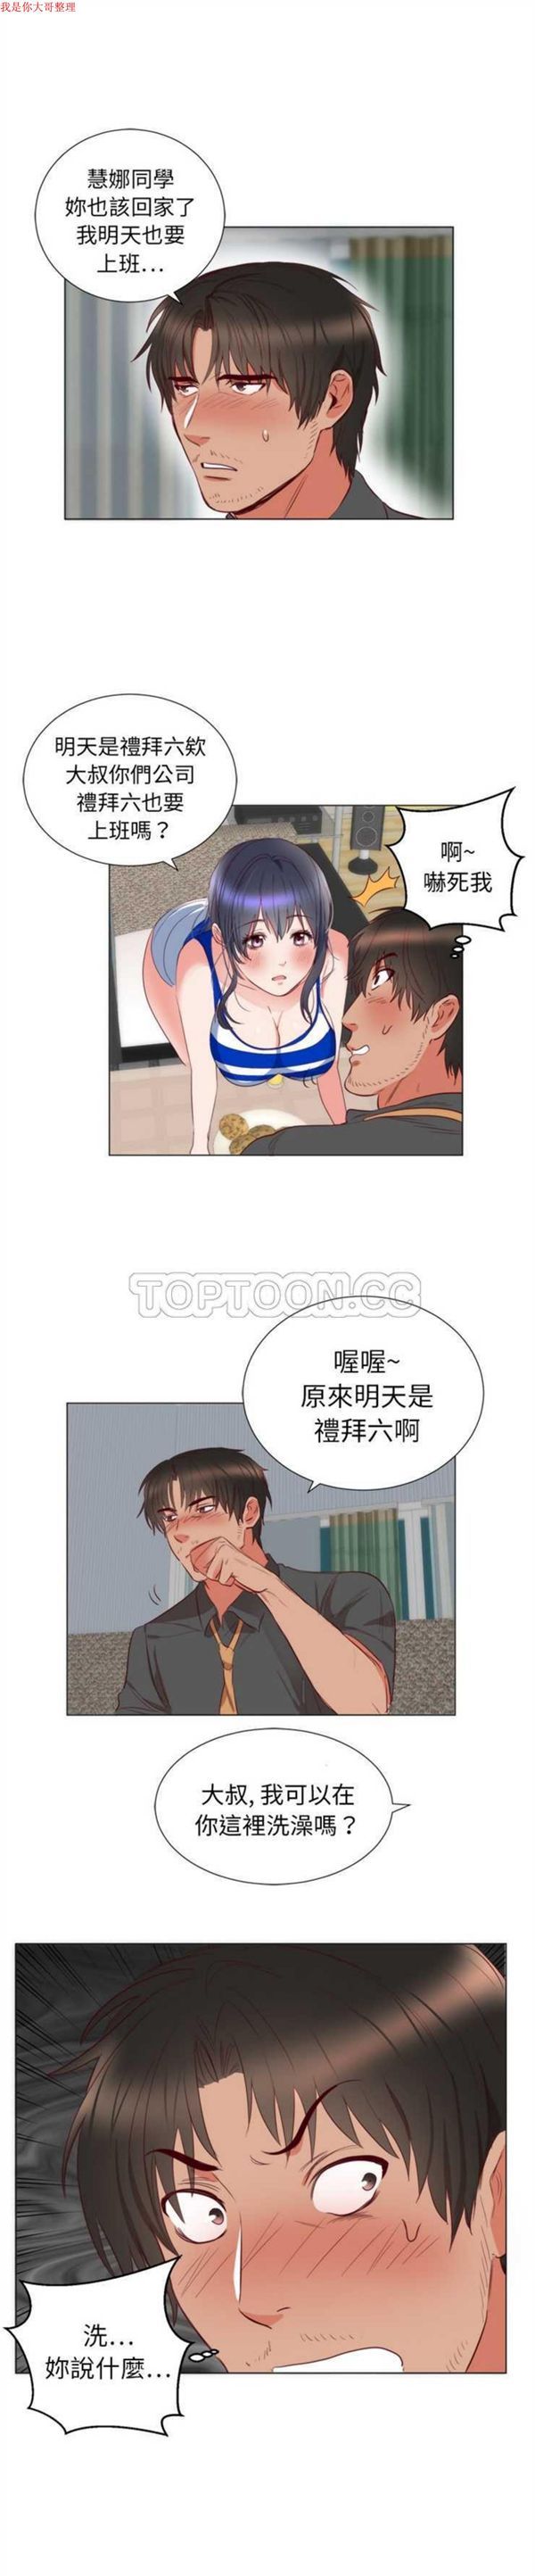 我是你大哥整理
慧娜同學
妳也該回家了
我明天也要
上班...
明天是禮拜六欸
大叔你們公司
禮拜六也要
上班嗎？
啊~
嚇死我
TOPTOON.CC
喔喔~
原來明天是
禮拜六啊
大叔, 我可以在
你這裡洗澡嗎？
洗...
妳說什麼...